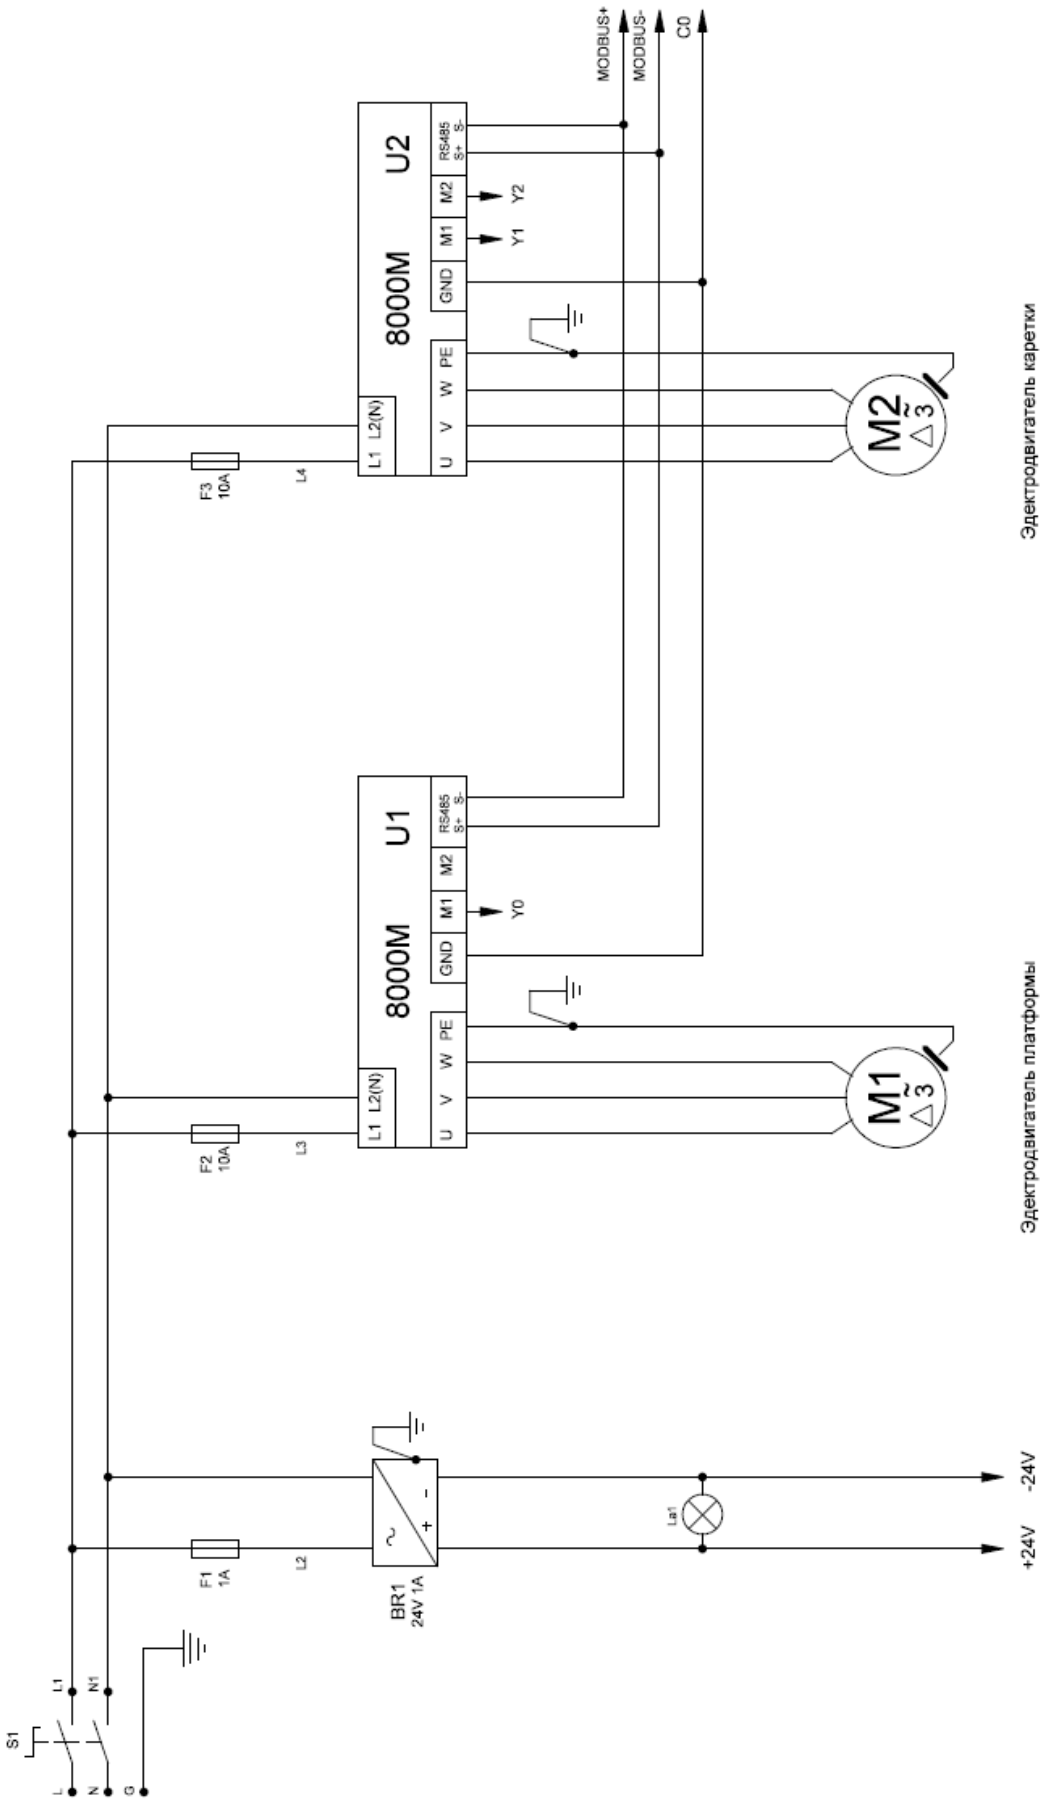 S1
L
N
G
L1
N1
F1
1A
L2
BR1
24V 1A
~
+ -
La1
+24V
-24V
F2
10A
L3
L1 L2(N)
8000M U1
U V W PE
GND
M1
M2
RS485
S+ S-
Y0
M1
△ 3~
Эдектродвигатель платформы
F3
10A
L4
L1 L2(N)
8000M U2
U V W PE
GND
M1
M2
RS485
S+ S-
Y1
Y2
M2
△ 3~
Эдектродвигатель каретки
MODBUS+
MODBUS-
C0